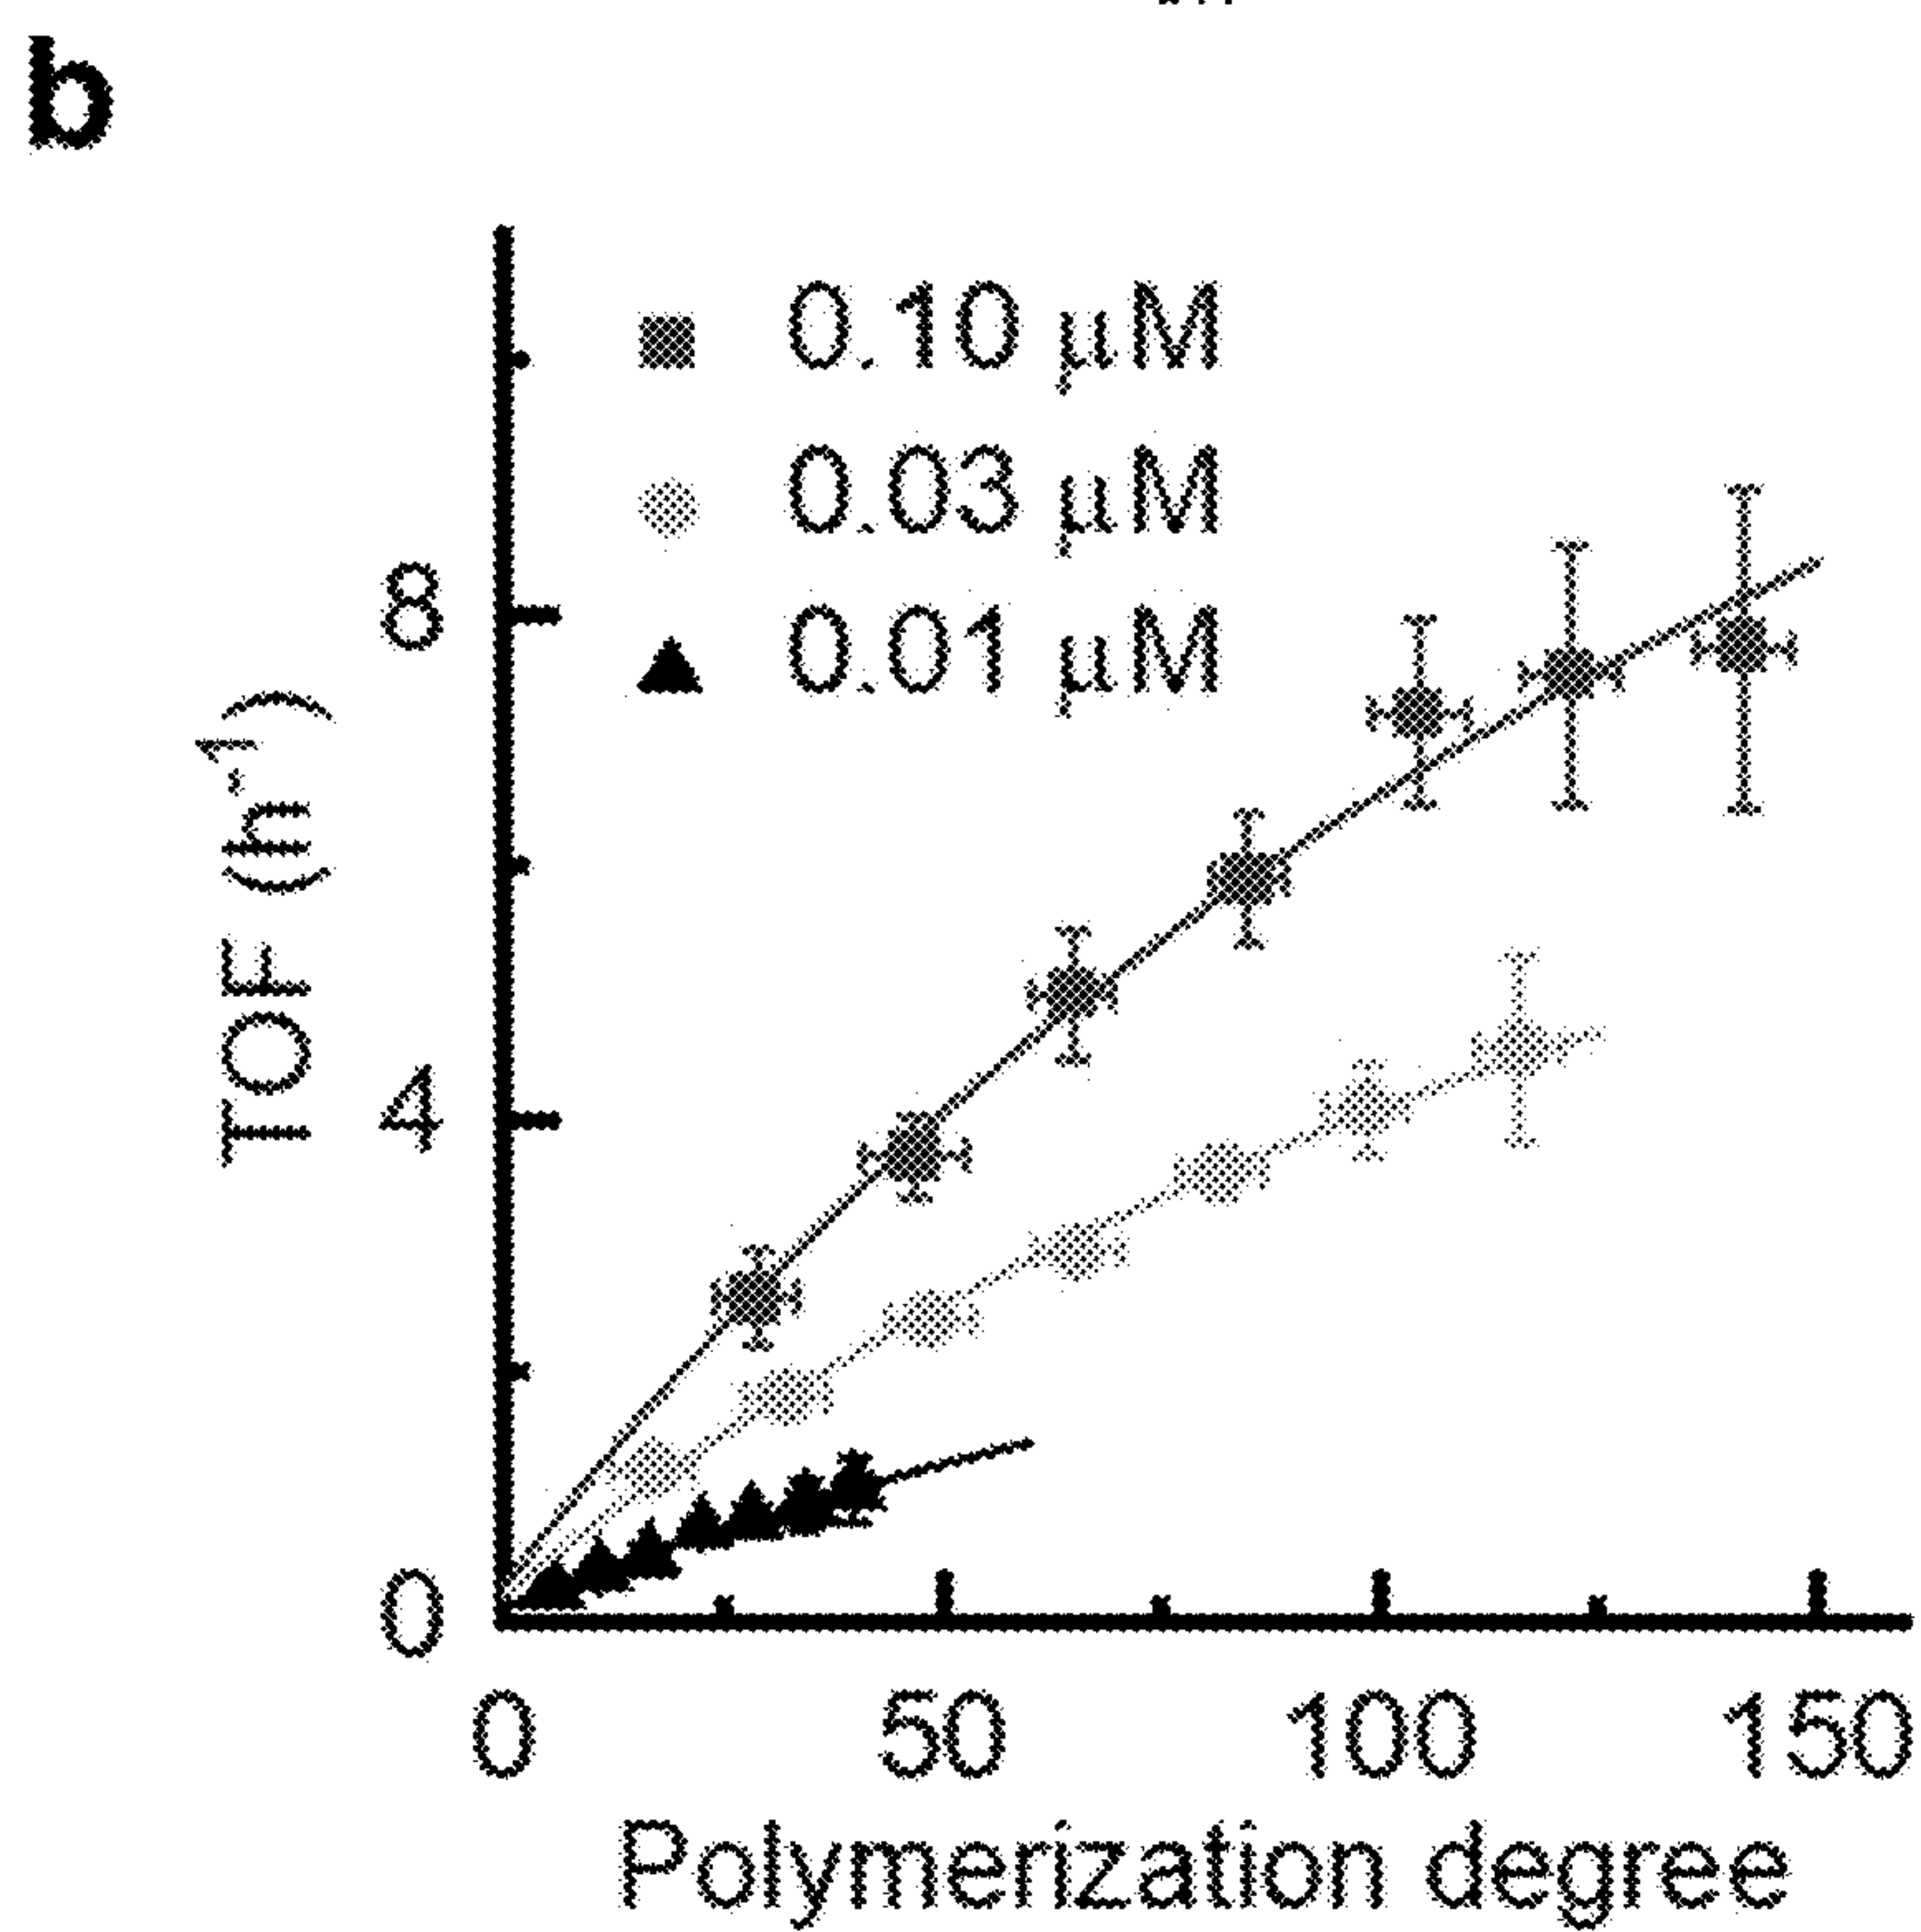 b
0.10 µM
0.03 µM
0.01 µM
TOF (h⁻¹)
8
4
0
0 50 100 150
Polymerization degree